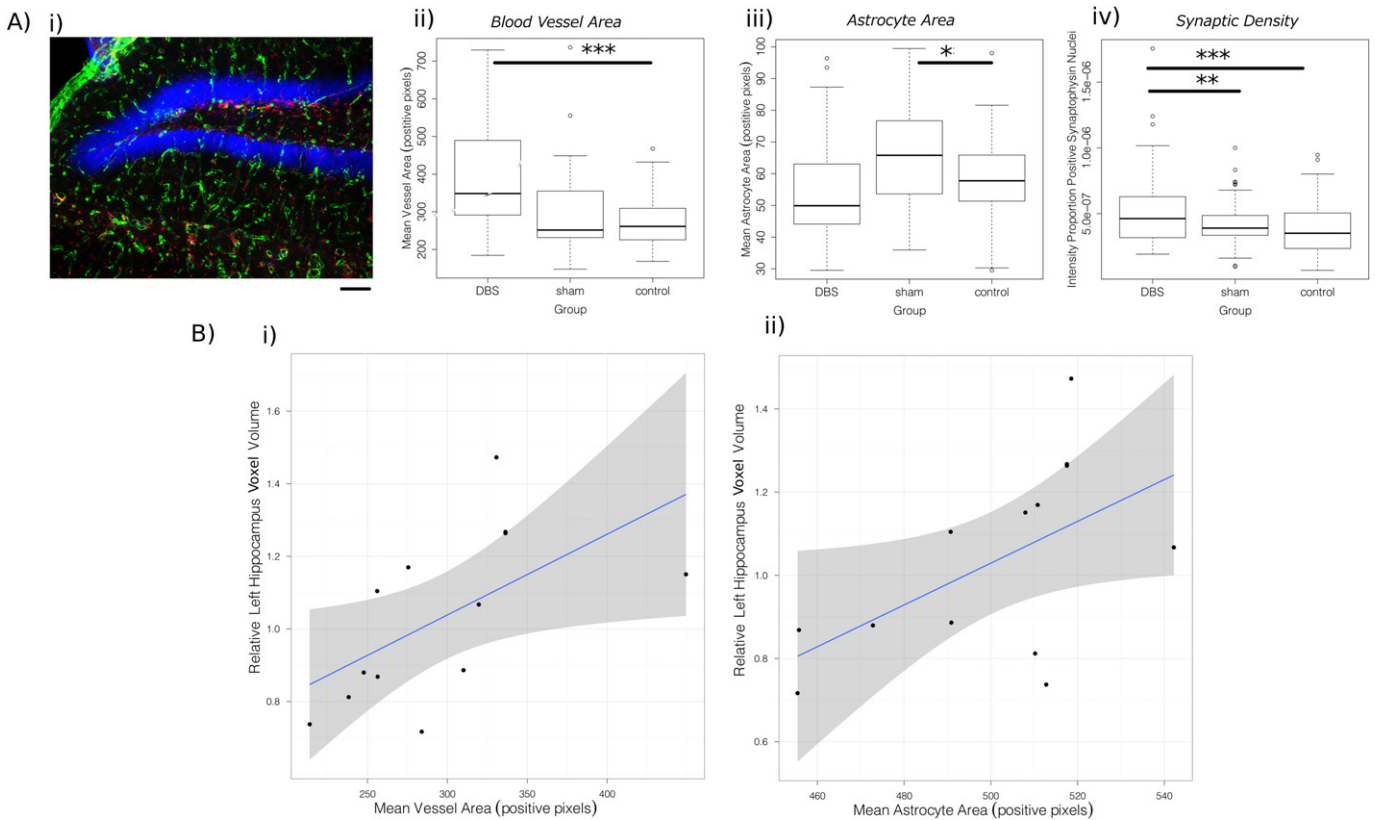 A)
i)
ii)
Blood Vessel Area
***
Mean Vessel Area (postitive pixels)
200
300
400
500
600
700
DBS
sham
control
Group
iii)
Astrocyte Area
*
Mean Astrocyte Area (postitive pixels)
30
40
50
60
70
80
90
100
DBS
sham
control
Group
iv)
Synaptic Density
***
**
Intensity Proportion Positive Synaptophysin Nuclei
5.0e-07
1.0e-06
1.5e-06
DBS
sham
control
Group
B)
i)
Relative Left Hippocampus Voxel Volume
1.6
1.4
1.2
1.0
0.8
250
300
350
400
Mean Vessel Area (positive pixels)
ii)
Relative Left Hippocampus Voxel Volume
1.4
1.2
1.0
0.8
0.6
460
480
500
520
540
Mean Astrocyte Area (positive pixels)